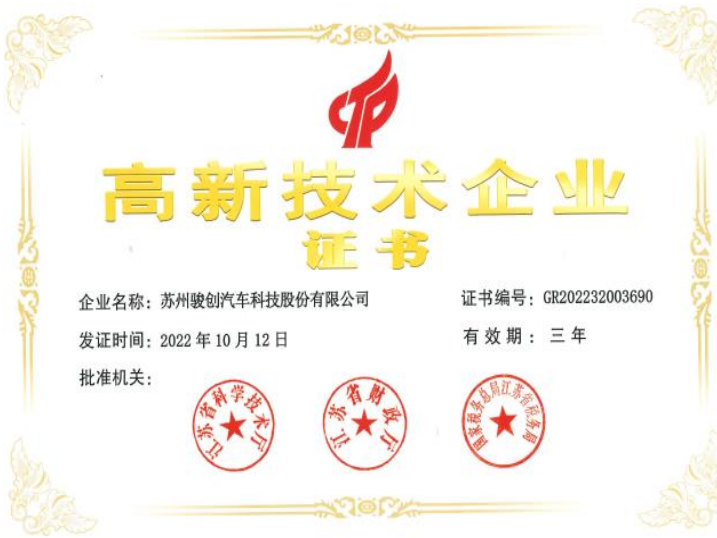 高新技术企业
证书
企业名称：苏州骏创汽车科技股份有限公司
证书编号：GR202232003690
发证时间：2022年10月12日
有效期：三年
批准机关：
江苏省科学技术厅
江苏省财政厅
国家税务总局江苏省税务局